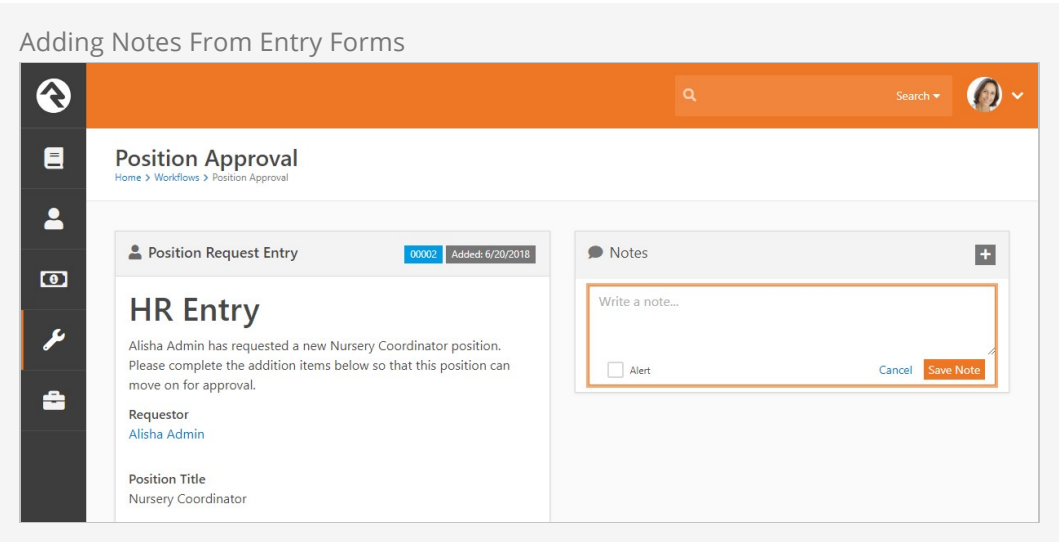 Adding Notes From Entry Forms
Search
Position Approval
Home > Workflows > Position Approval
Position Request Entry 00002 Added: 6/20/2018
HR Entry
Alisha Admin has requested a new Nursery Coordinator position.
Please complete the addition items below so that this position can
move on for approval.
Requestor
Alisha Admin
Position Title
Nursery Coordinator
Notes
Write a note...
Alert Cancel Save Note